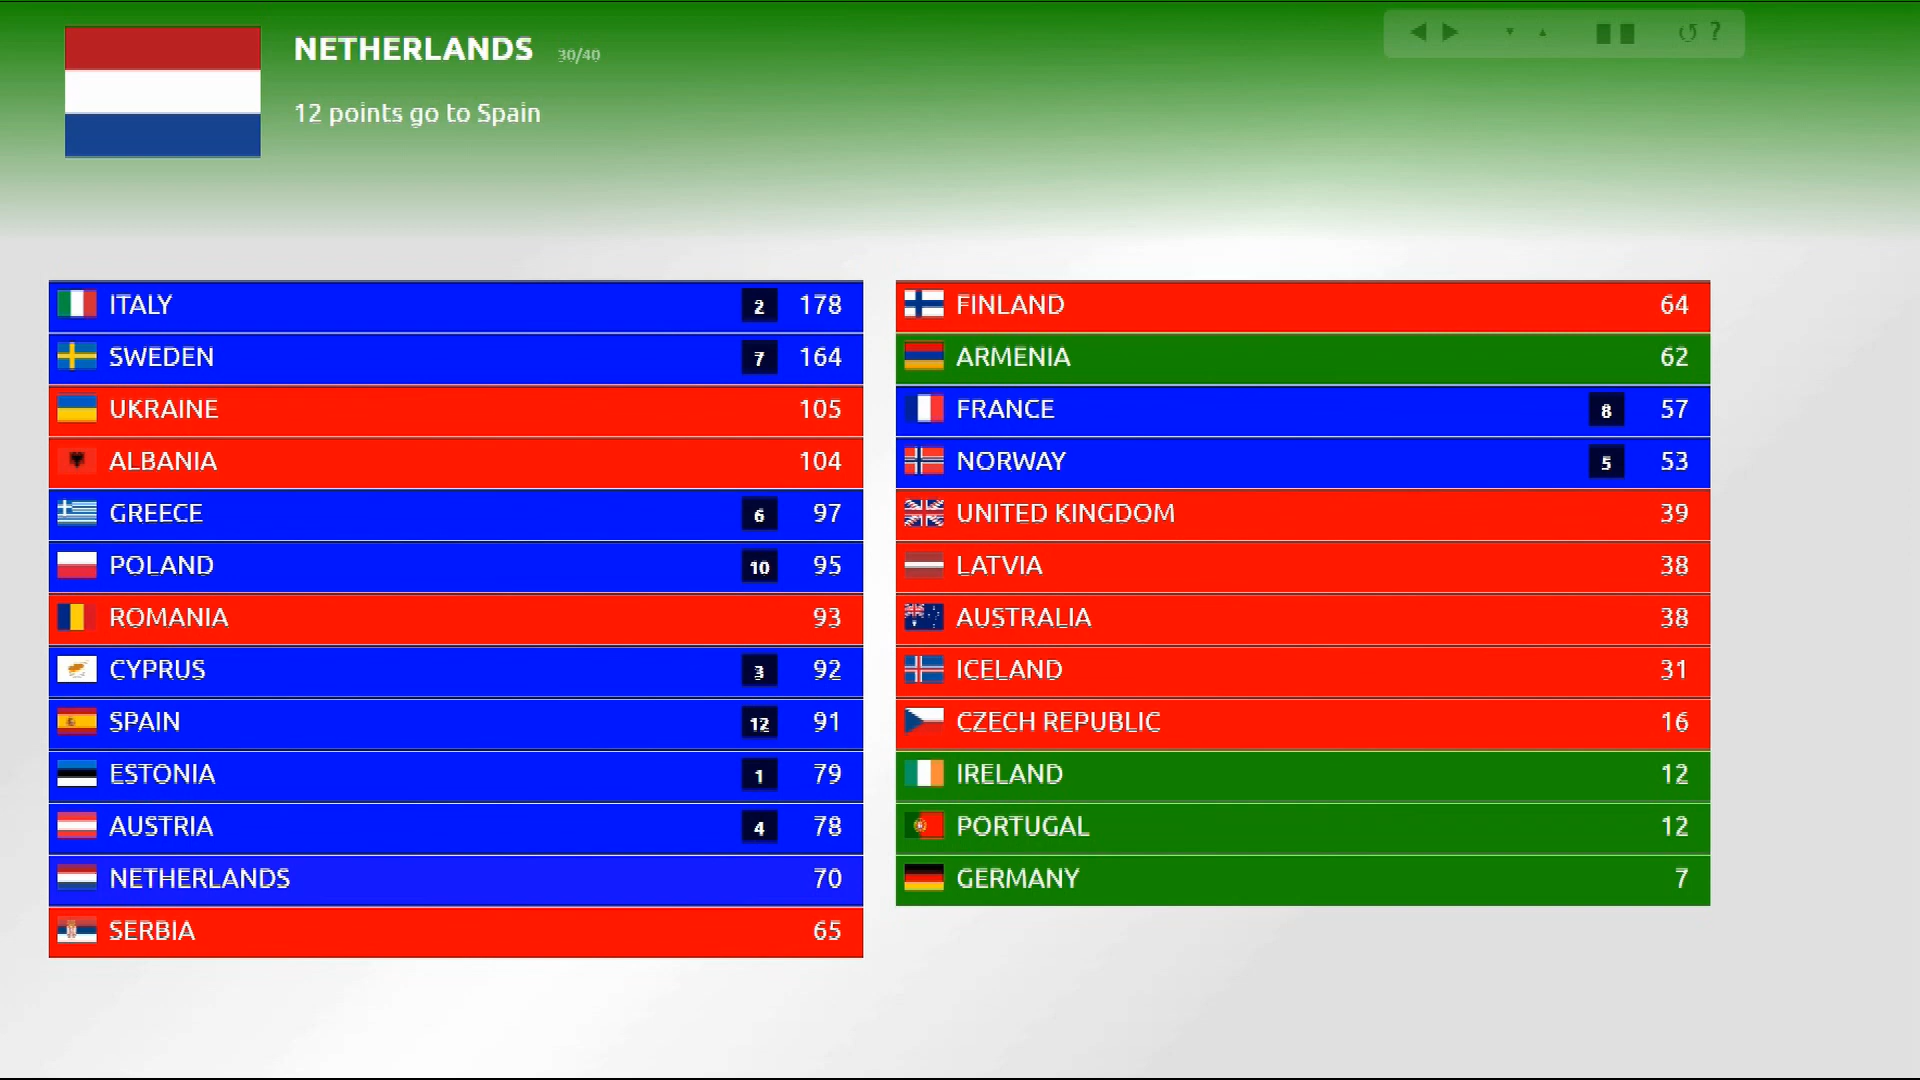 NETHERLANDS 30/40
12 points go to Spain
?
ITALY 2 178
SWEDEN 7 164
UKRAINE 105
ALBANIA 104
GREECE 6 97
POLAND 10 95
ROMANIA 93
CYPRUS 3 92
SPAIN 12 91
ESTONIA 1 79
AUSTRIA 4 78
NETHERLANDS 70
SERBIA 65
FINLAND 64
ARMENIA 62
FRANCE 8 57
NORWAY 5 53
UNITED KINGDOM 39
LATVIA 38
AUSTRALIA 38
ICELAND 31
CZECH REPUBLIC 16
IRELAND 12
PORTUGAL 12
GERMANY 7